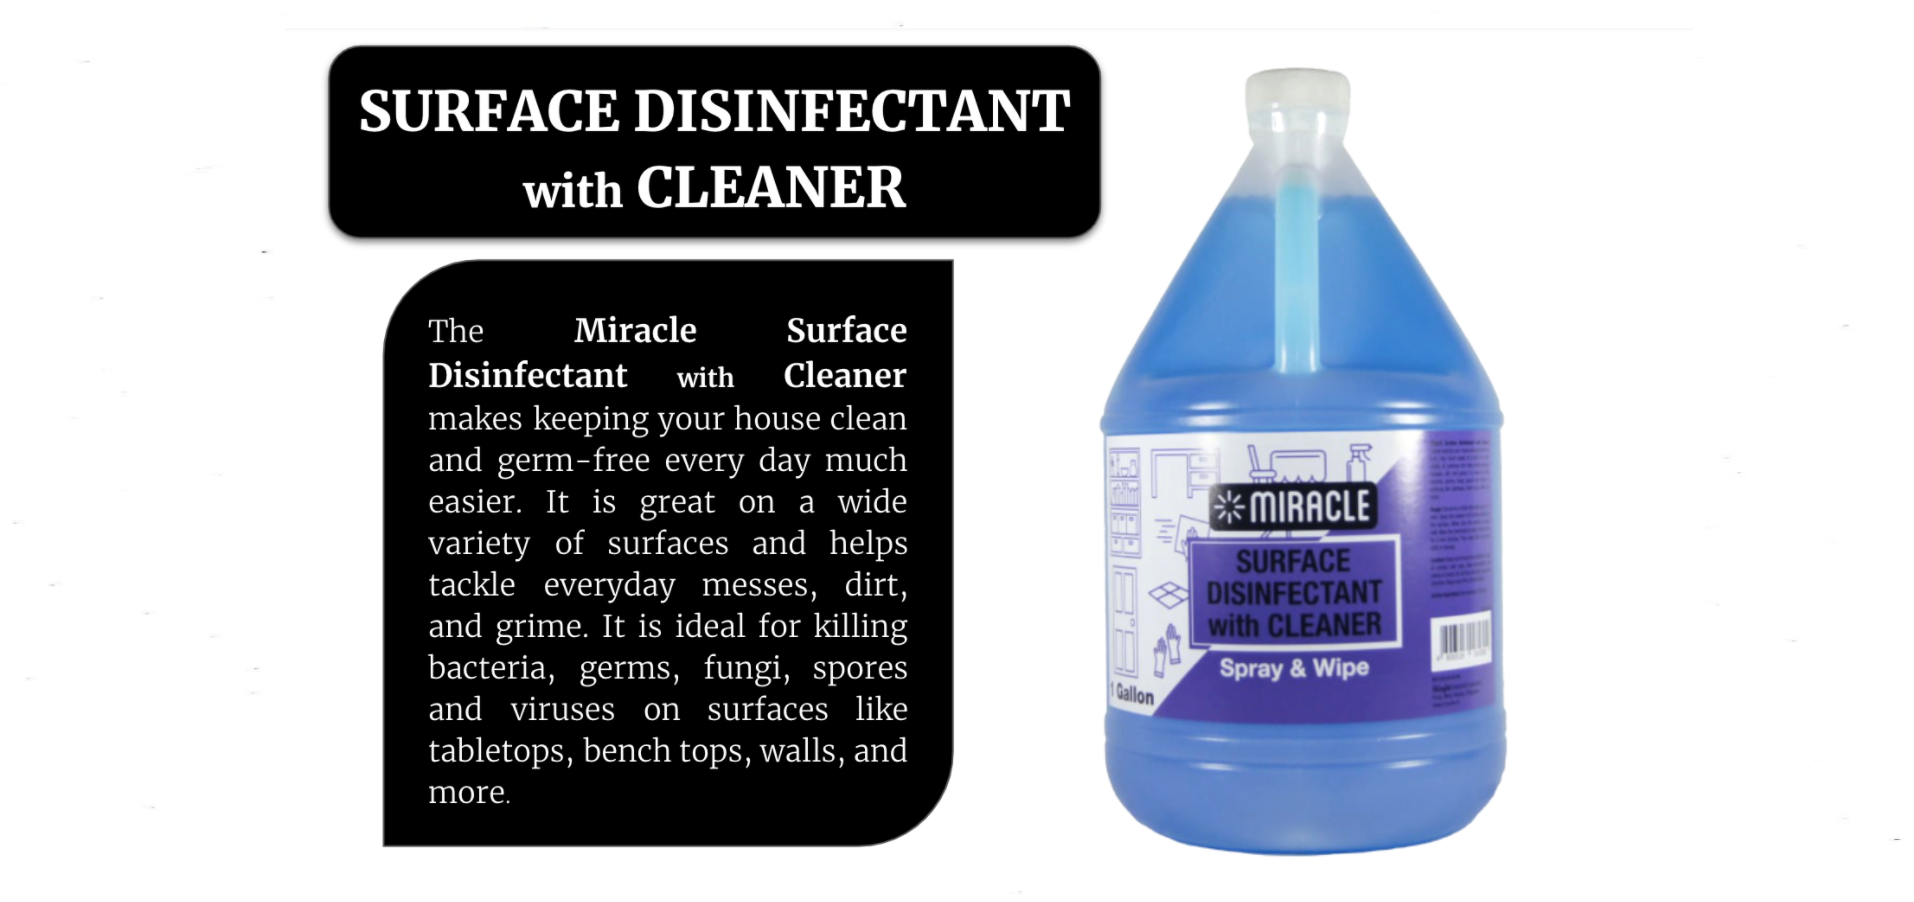 SURFACE DISINFECTANT
with CLEANER
The Miracle Surface
Disinfectant with Cleaner
makes keeping your house clean
and germ-free every day much
easier. It is great on a wide
variety of surfaces and helps
tackle everyday messes, dirt,
and grime. It is ideal for killing
bacteria, germs, fungi, spores
and viruses on surfaces like
tabletops, bench tops, walls, and
more.
MIRACLE
SURFACE
DISINFECTANT
with CLEANER
Spray & Wipe
1 Gallon